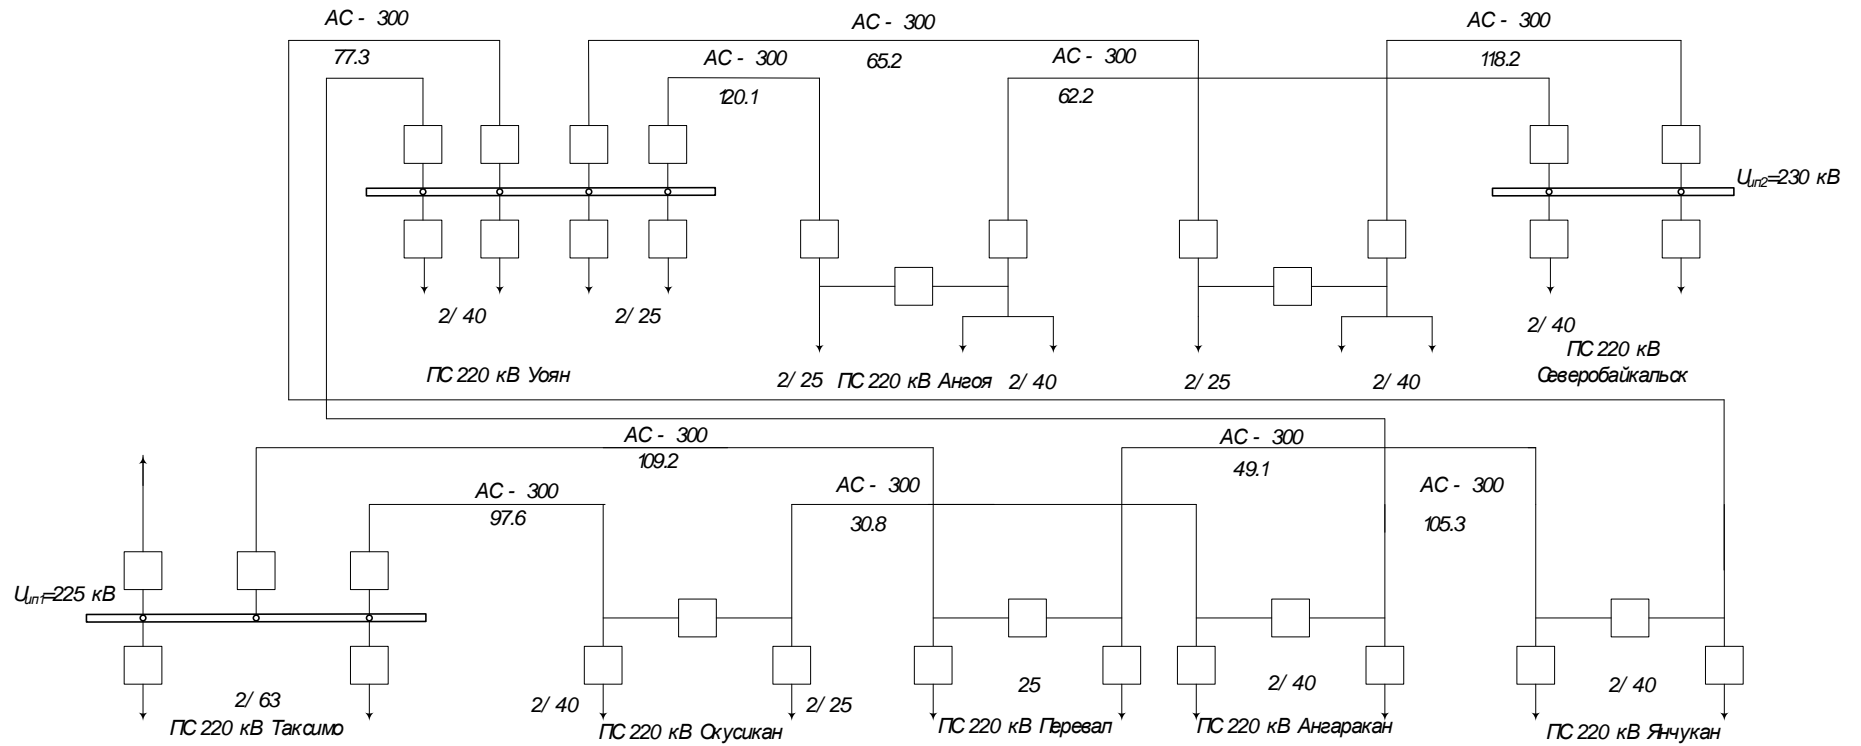 АС - 300
77.3
АС - 300
120.1
АС - 300
65.2
АС - 300
62.2
АС - 300
118.2
Uип2=230 кВ
2/ 40
2/ 25
ПС 220 кВ Уоян
2/ 25
ПС 220 кВ Ангоя
2/ 40
2/ 25
2/ 40
2/ 40
ПС 220 кВ
Северобайкальск
АС - 300
109.2
АС - 300
49.1
АС - 300
97.6
АС - 300
30.8
АС - 300
105.3
Uип1=225 кВ
2/ 63
ПС 220 кВ Таксимо
2/ 40
2/ 25
ПС 220 кВ Окусикан
25
ПС 220 кВ Перевал
2/ 40
ПС 220 кВ Ангаракан
2/ 40
ПС 220 кВ Янчукан